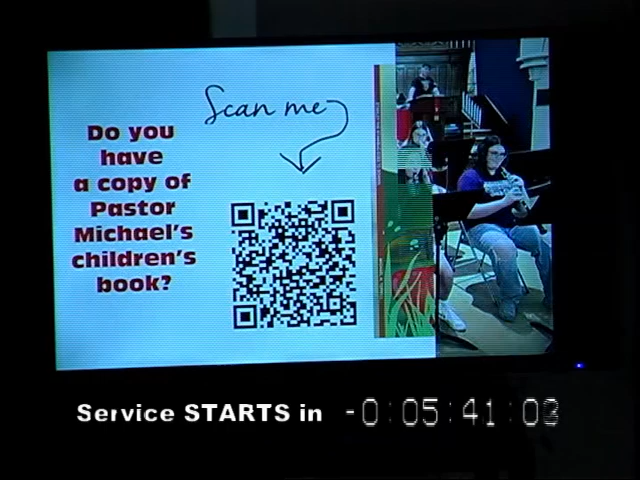 Scan me
Do you
have
a copy of
Pastor
Michael's
children's
book?
Service STARTS in -0:05:41:03